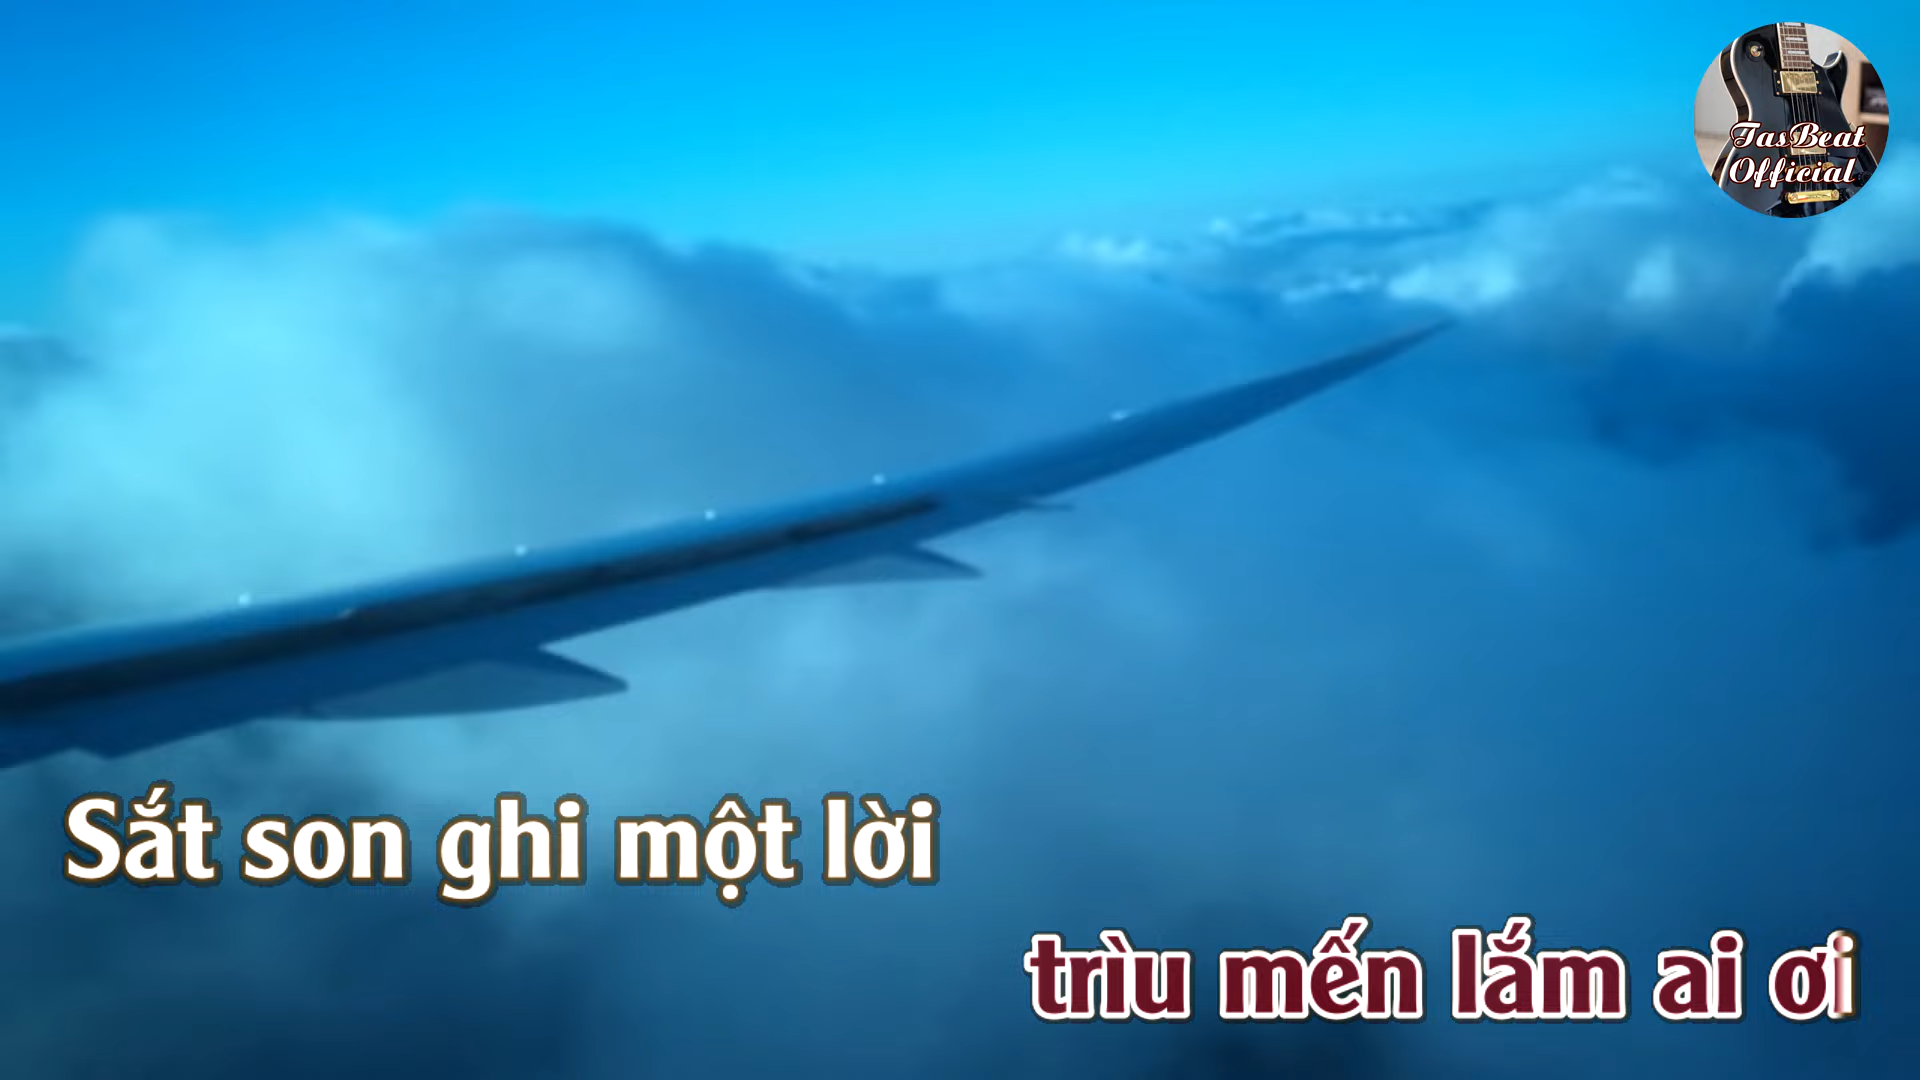 TasBeat
Official
Sắt son ghi một lời
trìu mến lắm ai ơi